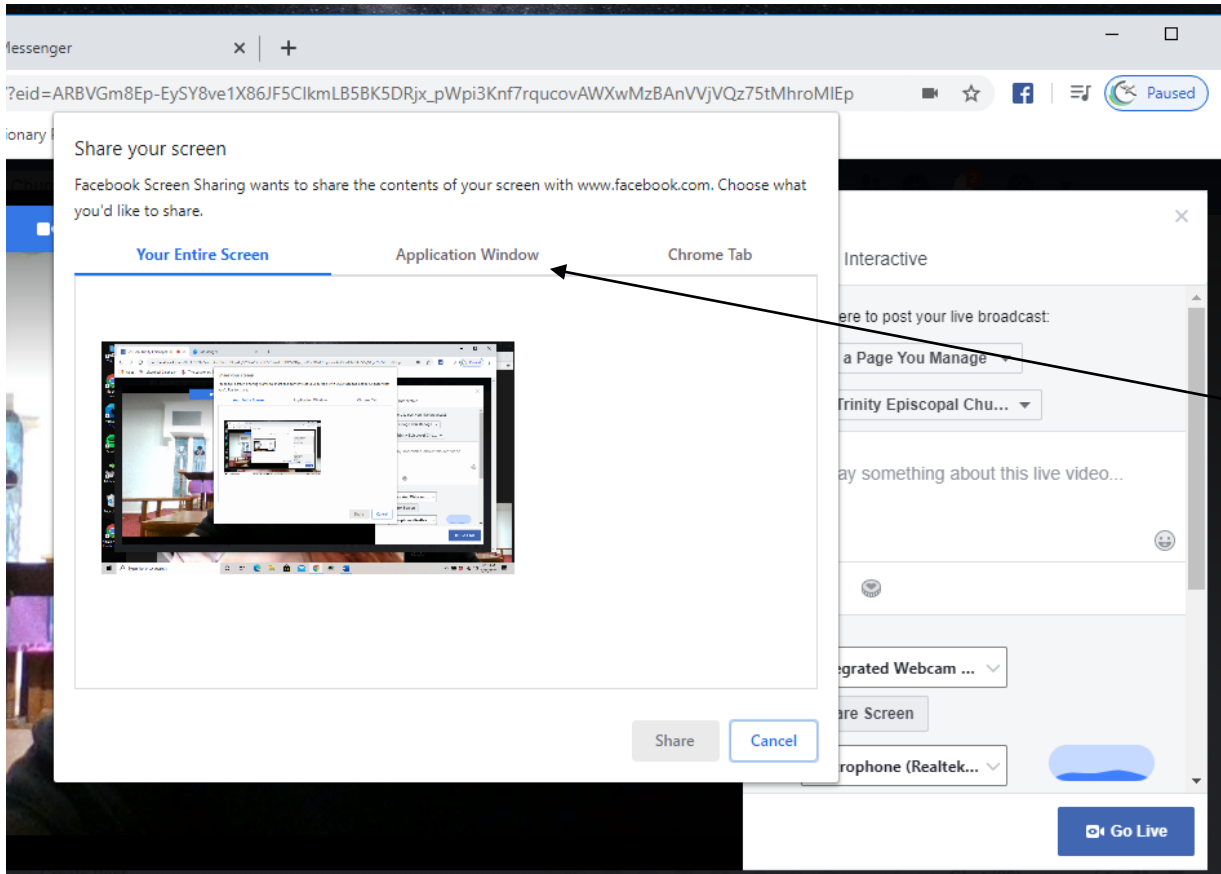 Messenger
/?eid=ARBVGm8Ep-EySY8ve1X86JF5ClkmLB5BK5DRjx_pWpi3Knf7rqucovAWXwMzBAnVVjVQz75tMhroMIEp
Paused
ionary
Share your screen
Facebook Screen Sharing wants to share the contents of your screen with www.facebook.com. Choose what
you'd like to share.
Your Entire Screen
Application Window
Chrome Tab
Interactive
ere to post your live broadcast:
a Page You Manage
Trinity Episcopal Chu...
ay something about this live video...
egrated Webcam ...
are Screen
rophone (Realtek...
Share
Cancel
Go Live